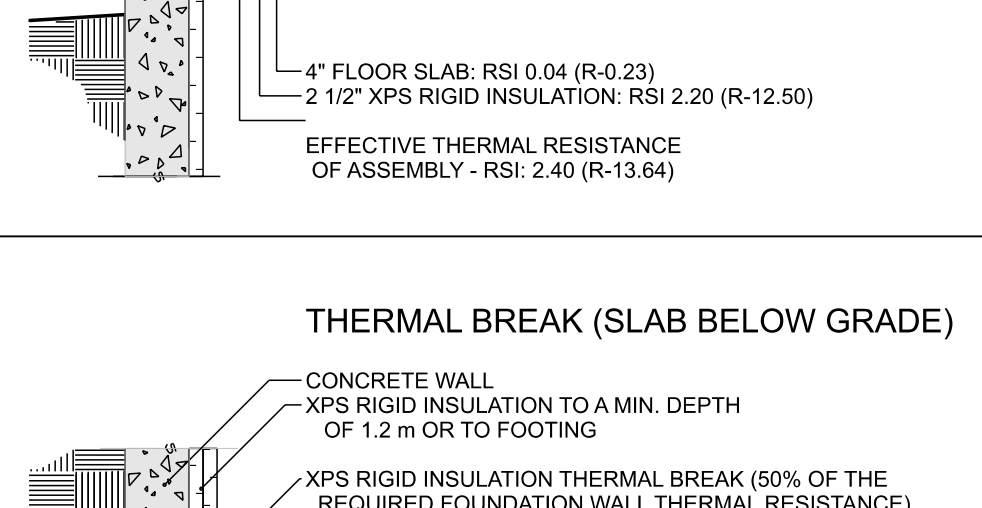 4" FLOOR SLAB: RSI 0.04 (R-0.23)
2 1/2" XPS RIGID INSULATION: RSI 2.20 (R-12.50)
EFFECTIVE THERMAL RESISTANCE
OF ASSEMBLY - RSI: 2.40 (R-13.64)
THERMAL BREAK (SLAB BELOW GRADE)
CONCRETE WALL
XPS RIGID INSULATION TO A MIN. DEPTH
OF 1.2 m OR TO FOOTING
XPS RIGID INSULATION THERMAL BREAK (50% OF THE
REQUIRED FOUNDATION WALL THERMAL RESISTANCE)